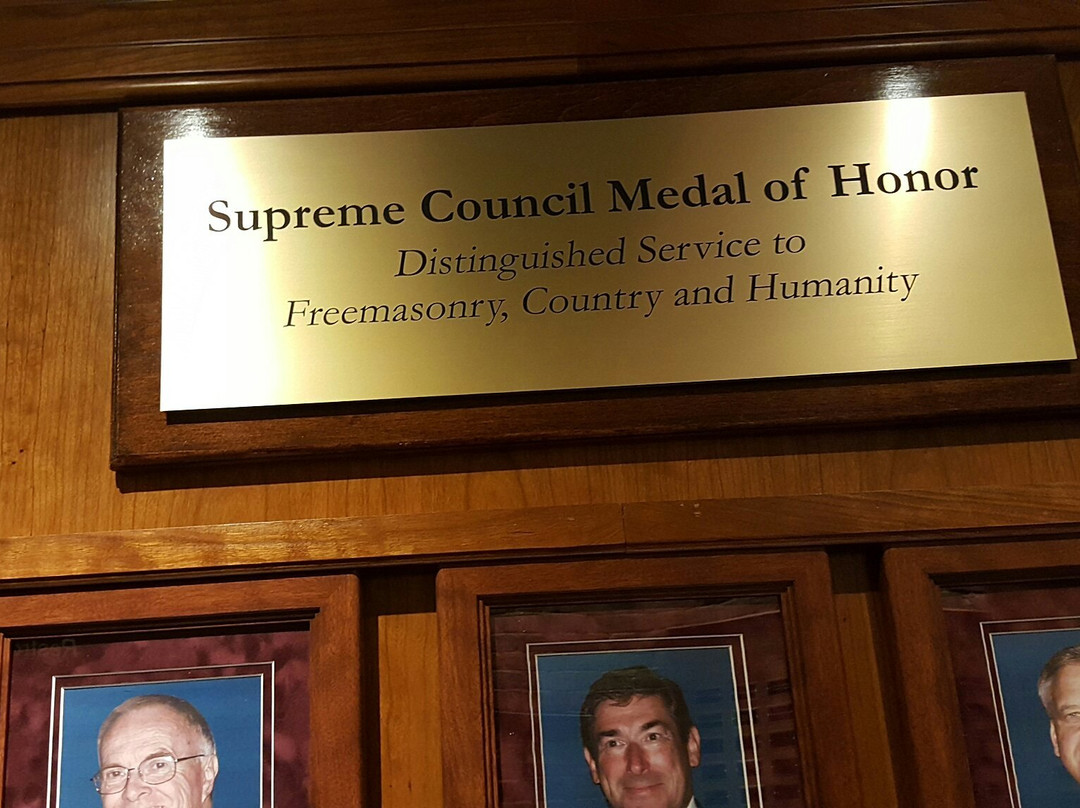 Supreme Council Medal of Honor
Distinguished Service to
Freemasonry, Country and Humanity